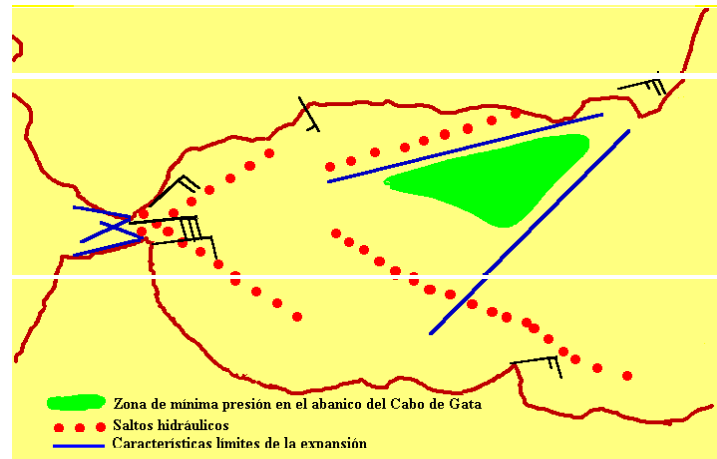 Zona de mínima presión en el abanico del Cabo de Gata
Saltos hidráulicos
Características límites de la expansión